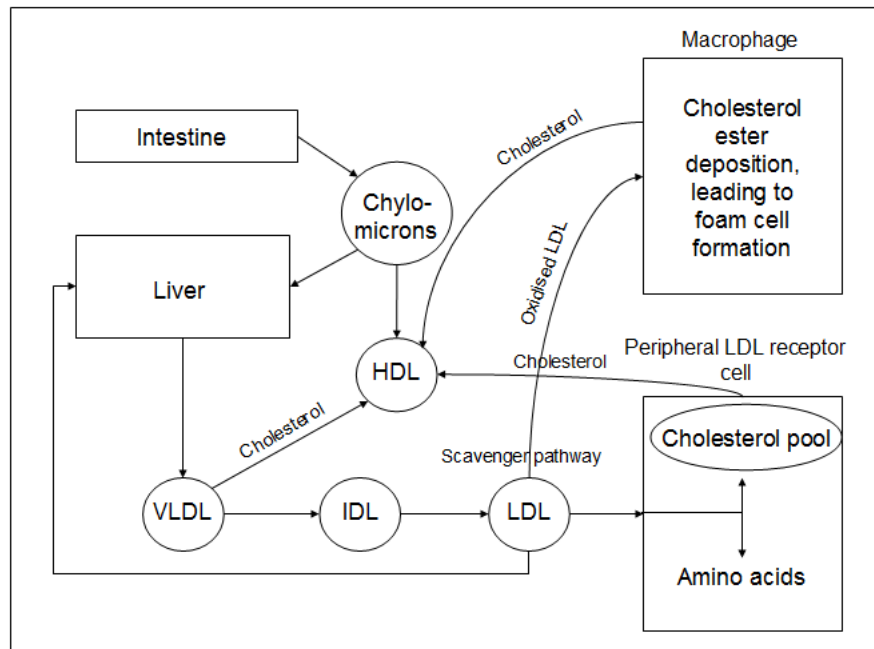 Macrophage
Cholesterol
ester
deposition,
leading to
foam cell
formation
Cholesterol
Intestine
Chylo-
microns
Oxidised LDL
Liver
HDL
Cholesterol
Peripheral LDL receptor
cell
Cholesterol
Cholesterol pool
Scavenger pathway
VLDL
IDL
LDL
Amino acids